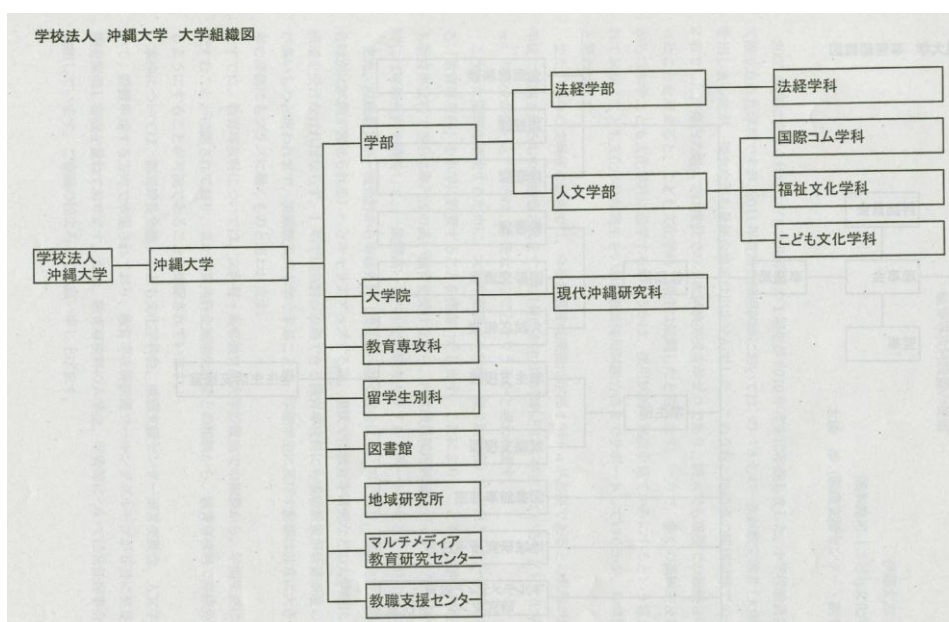 学校法人 沖縄大学 大学組織図
法経学部
法経学科
学部
国際コム学科
人文学部
福祉文化学科
こども文化学科
学校法人
沖縄大学
沖縄大学
大学院
現代沖縄研究科
教育専攻科
留学生別科
図書館
地域研究所
マルチメディア
教育研究センター
教職支援センター